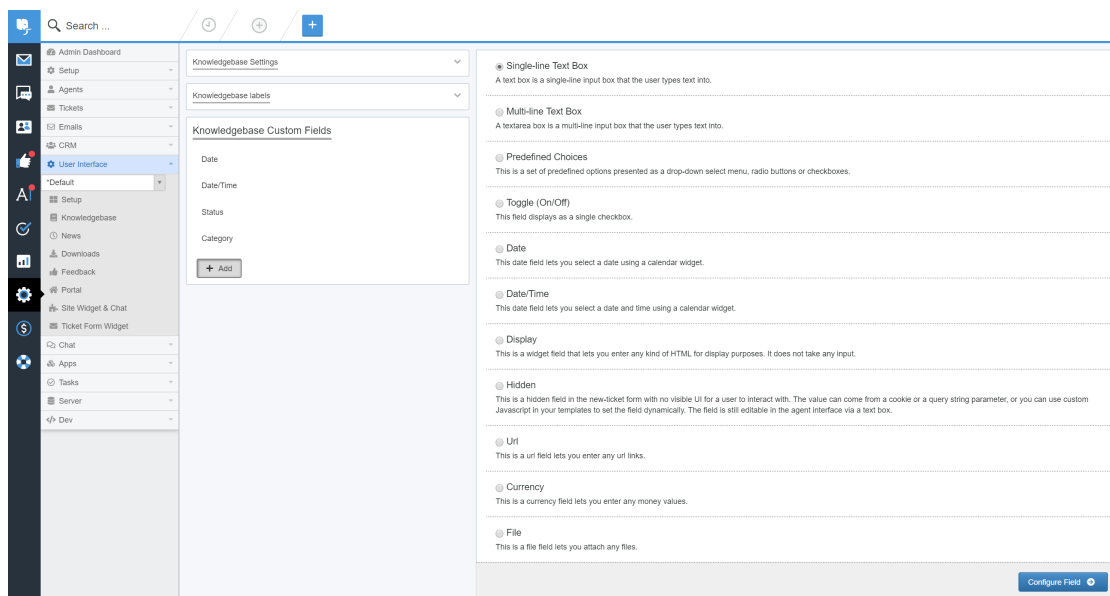 Search ...
Admin Dashboard
Setup
Agents
Tickets
Emails
CRM
User Interface
*Default
Setup
Knowledgebase
News
Downloads
Feedback
Portal
Site Widget & Chat
Ticket Form Widget
Chat
Apps
Tasks
Server
Dev
Knowledgebase Settings
Knowledgebase labels
Knowledgebase Custom Fields
Date
Date/Time
Status
Category
+ Add
Single-line Text Box
A text box is a single-line input box that the user types text into.
Multi-line Text Box
A textarea box is a multi-line input box that the user types text into.
Predefined Choices
This is a set of predefined options presented as a drop-down select menu, radio buttons or checkboxes.
Toggle (On/Off)
This field displays as a single checkbox.
Date
This date field lets you select a date using a calendar widget.
Date/Time
This date field lets you select a date and time using a calendar widget.
Display
This is a widget field that lets you enter any kind of HTML for display purposes. It does not take any input.
Hidden
This is a hidden field in the new-ticket form with no visible UI for a user to interact with. The value can come from a cookie or a query string parameter, or you can use custom
Javascript in your templates to set the field dynamically. The field is still editable in the agent interface via a text box.
Url
This is a url field lets you enter any url links.
Currency
This is a currency field lets you enter any money values.
File
This is a file field lets you attach any files.
Configure Field